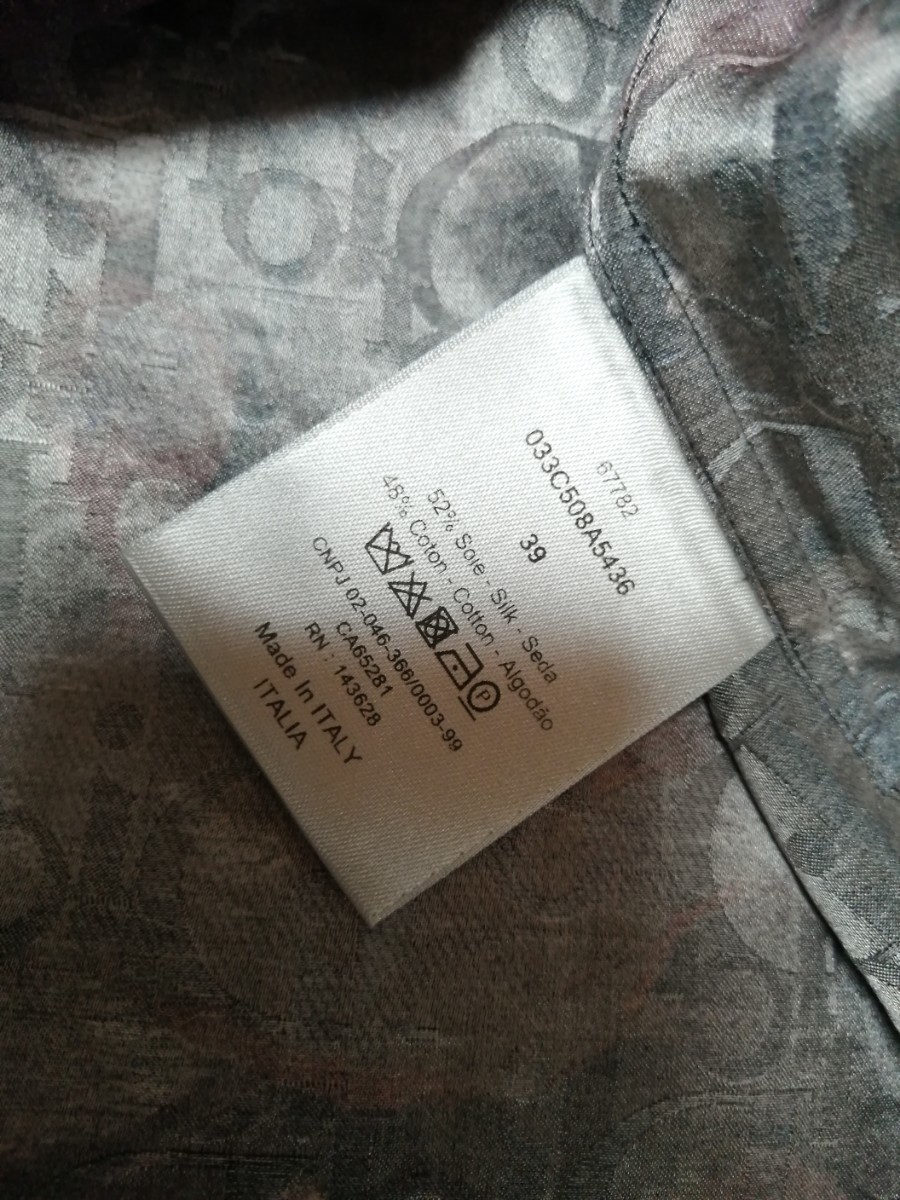 67782
033C508A5436
39
52% Soie - Silk - Seda
48% Coton - Cotton - Algodão
P
CNPJ 02-046-366/0003-99
CA65281
RN : 143628
Made In ITALY
ITALIA